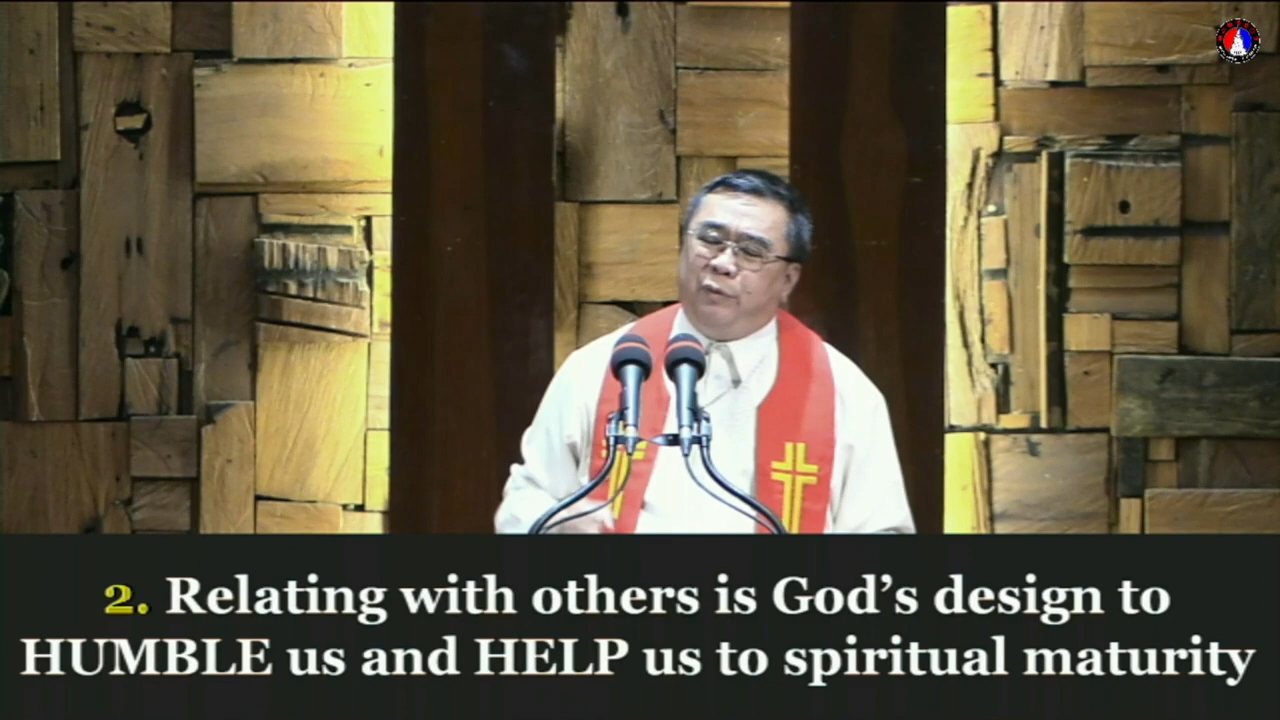 2. Relating with others is God’s design to
HUMBLE us and HELP us to spiritual maturity